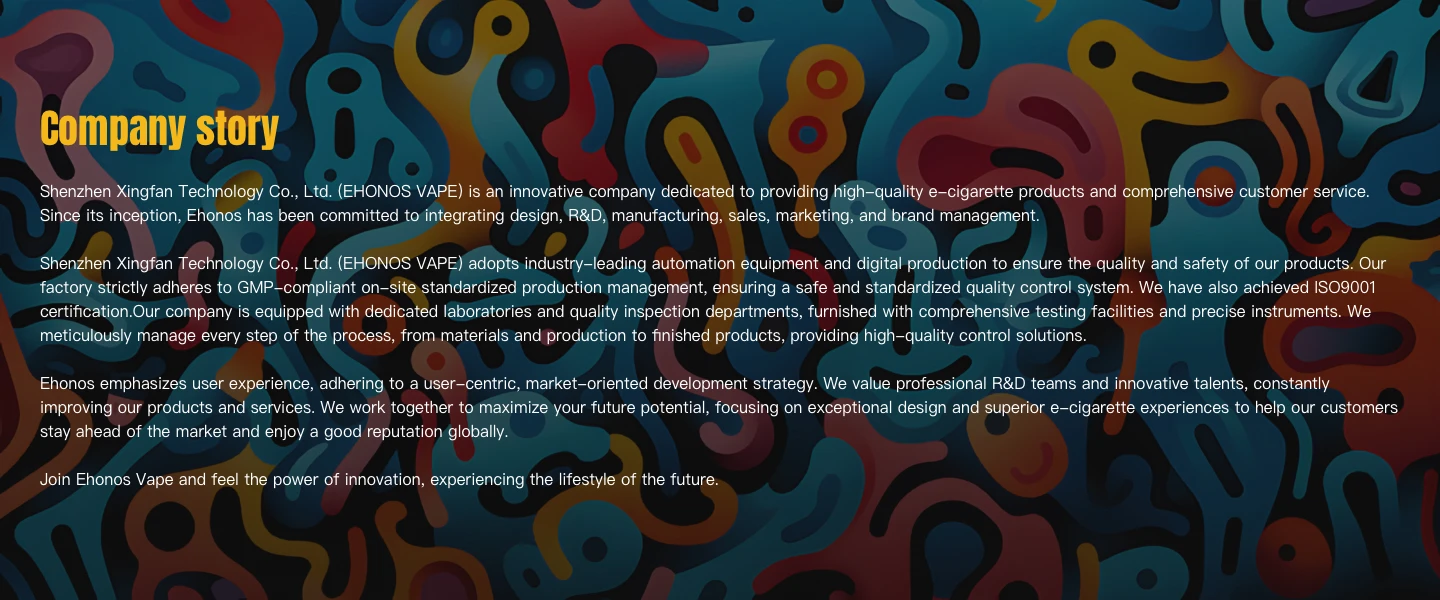 Company story
Shenzhen Xingfan Technology Co., Ltd. (EHONOS VAPE) is an innovative company dedicated to providing high-quality e-cigarette products and comprehensive customer service.
Since its inception, Ehonos has been committed to integrating design, R&D, manufacturing, sales, marketing, and brand management.
Shenzhen Xingfan Technology Co., Ltd. (EHONOS VAPE) adopts industry-leading automation equipment and digital production to ensure the quality and safety of our products. Our
factory strictly adheres to GMP-compliant on-site standardized production management, ensuring a safe and standardized quality control system. We have also achieved ISO9001
certification.Our company is equipped with dedicated laboratories and quality inspection departments, furnished with comprehensive testing facilities and precise instruments. We
meticulously manage every step of the process, from materials and production to finished products, providing high-quality control solutions.
Ehonos emphasizes user experience, adhering to a user-centric, market-oriented development strategy. We value professional R&D teams and innovative talents, constantly
improving our products and services. We work together to maximize your future potential, focusing on exceptional design and superior e-cigarette experiences to help our customers
stay ahead of the market and enjoy a good reputation globally.
Join Ehonos Vape and feel the power of innovation, experiencing the lifestyle of the future.